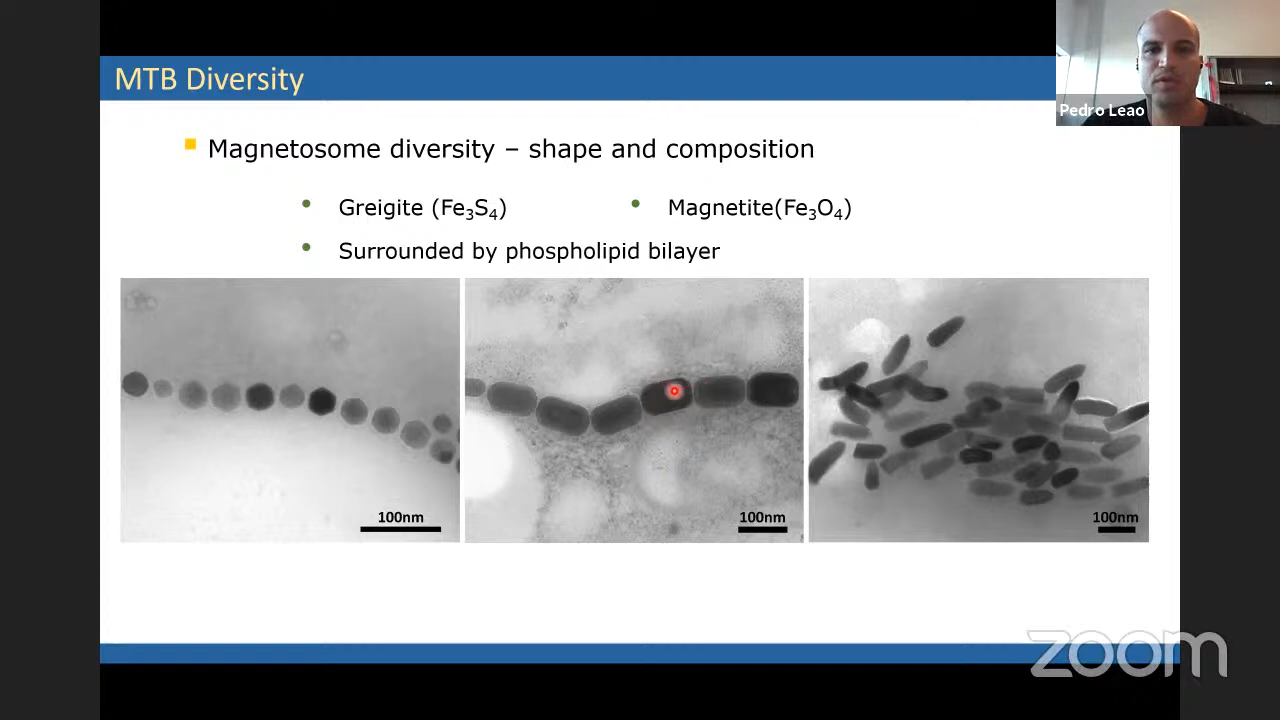 MTB Diversity
Pedro Leao
Magnetosome diversity – shape and composition
Greigite (Fe₃S₄)
Magnetite(Fe₃O₄)
Surrounded by phospholipid bilayer
100nm
100nm
100nm
zoom